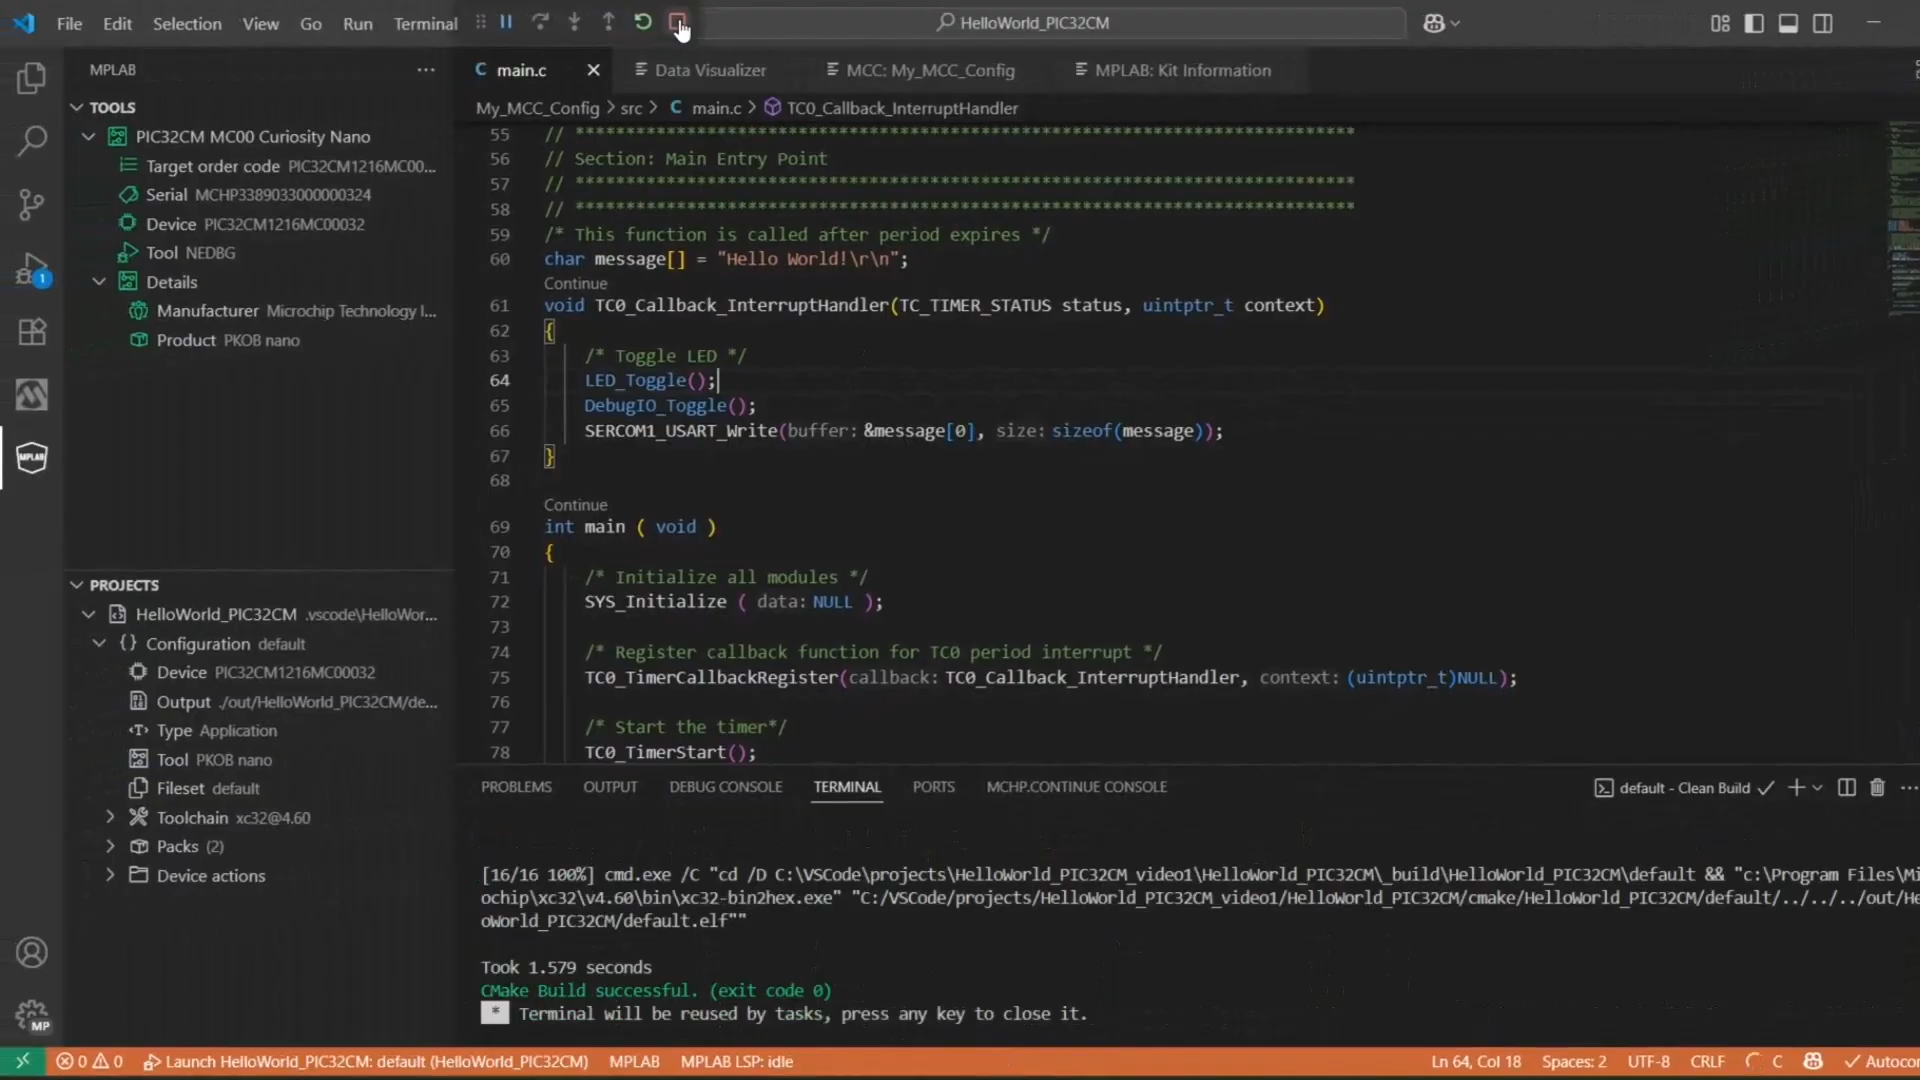 File Edit Selection View Go Run Terminal
HelloWorld_PIC32CM
MPLAB
TOOLS
PIC32CM MC00 Curiosity Nano
Target order code PIC32CM1216MC00...
Serial MCHP3389033000000324
Device PIC32CM1216MC00032
Tool NEDBG
Details
Manufacturer Microchip Technology I...
Product PKOB nano
PROJECTS
HelloWorld_PIC32CM .vscode\HelloWor...
{} Configuration default
Device PIC32CM1216MC00032
Output ./out/HelloWorld_PIC32CM/de...
Type Application
Tool PKOB nano
Fileset default
Toolchain xc32@4.60
Packs (2)
Device actions
1
MPLAB
MP
C main.c Data Visualizer MCC: My_MCC_Config MPLAB: Kit Information
My_MCC_Config > src > C main.c > TC0_Callback_InterruptHandler
55 // *****************************************************************************
56 // Section: Main Entry Point
57 // *****************************************************************************
58 // *****************************************************************************
59 /* This function is called after period expires */
60 char message[] = "Hello World!\r\n";
Continue
61 void TC0_Callback_InterruptHandler(TC_TIMER_STATUS status, uintptr_t context)
62 {
63 /* Toggle LED */
64 LED_Toggle();
65 DebugIO_Toggle();
66 SERCOM1_USART_Write(buffer: &message[0], size: sizeof(message));
67 }
68
Continue
69 int main ( void )
70 {
71 /* Initialize all modules */
72 SYS_Initialize ( data: NULL );
73
74 /* Register callback function for TC0 period interrupt */
75 TC0_TimerCallbackRegister(callback: TC0_Callback_InterruptHandler, context: (uintptr_t)NULL);
76
77 /* Start the timer*/
78 TC0_TimerStart();
PROBLEMS OUTPUT DEBUG CONSOLE TERMINAL PORTS MCHP.CONTINUE CONSOLE
default - Clean Build
[16/16 100%] cmd.exe /C "cd /D C:\VSCode\projects\HelloWorld_PIC32CM_video1\HelloWorld_PIC32CM\_build\HelloWorld_PIC32CM\default && "c:\Program Files\Mi
ochip\xc32\v4.60\bin\xc32-bin2hex.exe" "C:/VSCode/projects/HelloWorld_PIC32CM_video1/HelloWorld_PIC32CM/cmake/HelloWorld_PIC32CM/default/../../../out/He
oWorld_PIC32CM/default.elf""
Took 1.579 seconds
CMake Build successful. (exit code 0)
* Terminal will be reused by tasks, press any key to close it.
0 0 Launch HelloWorld_PIC32CM: default (HelloWorld_PIC32CM) MPLAB MPLAB LSP: idle Ln 64, Col 18 Spaces: 2 UTF-8 CRLF C Autocon